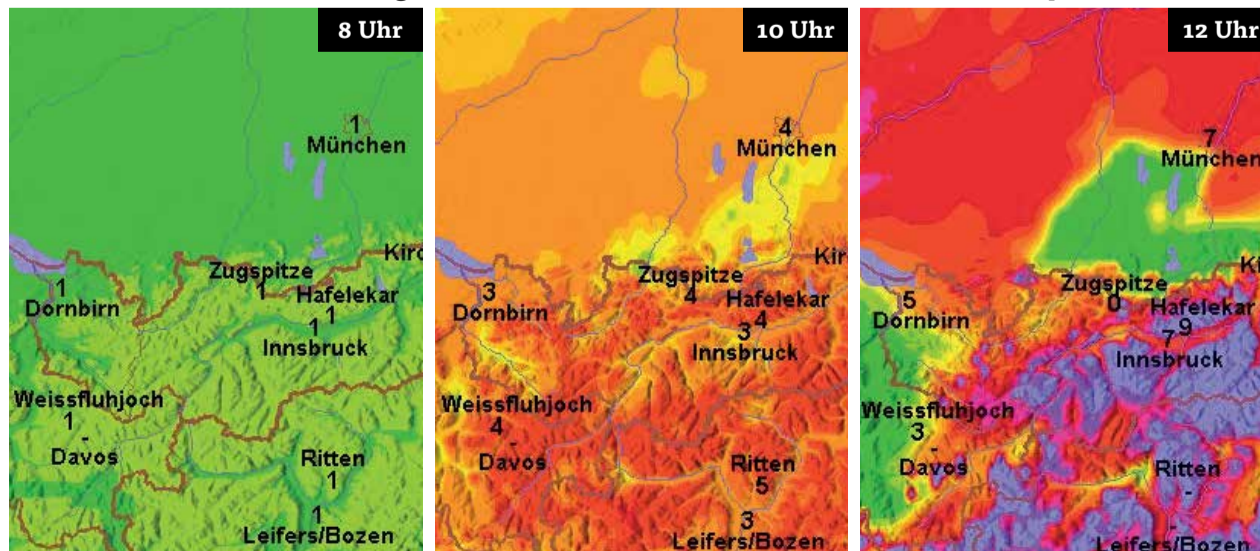 8 Uhr
1
München
Zugspitze
1
Kirc
1
Dornbirn
Hafelekar
1
1
Innsbruck
Weissfluhjoch
1
-
Davos
Ritten
1
1
Leifers/Bozen
10 Uhr
4
München
Zugspitze
4
Kir
3
Dornbirn
Hafelekar
4
3
Innsbruck
Weissfluhjoch
4
-
Davos
Ritten
5
3
Leifers/Bozen
12 Uhr
7
München
Zugspitze
0
Ki
5
Dornbirn
Hafelekar
9
7
Innsbruck
Weissfluhjoch
3
-
Davos
Ritten
-
-
Leifers/Bozen